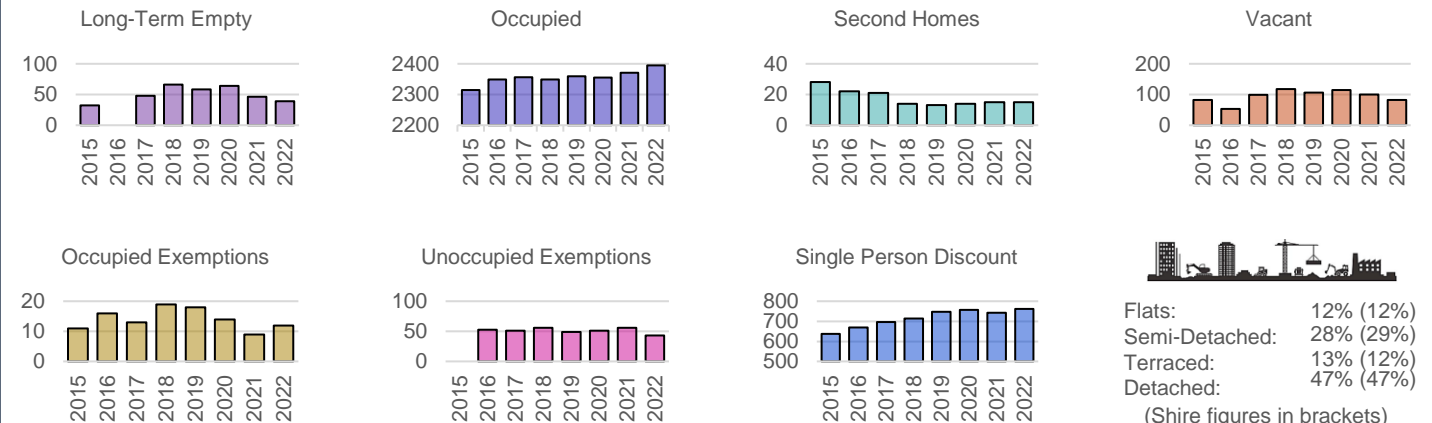 Long-Term Empty
100
50
0
2015 2016 2017 2018 2019 2020 2021 2022
Occupied
2400
2300
2200
2015 2016 2017 2018 2019 2020 2021 2022
Second Homes
40
20
0
2015 2016 2017 2018 2019 2020 2021 2022
Vacant
200
100
0
2015 2016 2017 2018 2019 2020 2021 2022
Occupied Exemptions
20
10
0
2015 2016 2017 2018 2019 2020 2021 2022
Unoccupied Exemptions
100
50
0
2015 2016 2017 2018 2019 2020 2021 2022
Single Person Discount
800
700
600
500
2015 2016 2017 2018 2019 2020 2021 2022
Flats: 12% (12%)
Semi-Detached: 28% (29%)
Terraced: 13% (12%)
Detached: 47% (47%)
(Shire figures in brackets)